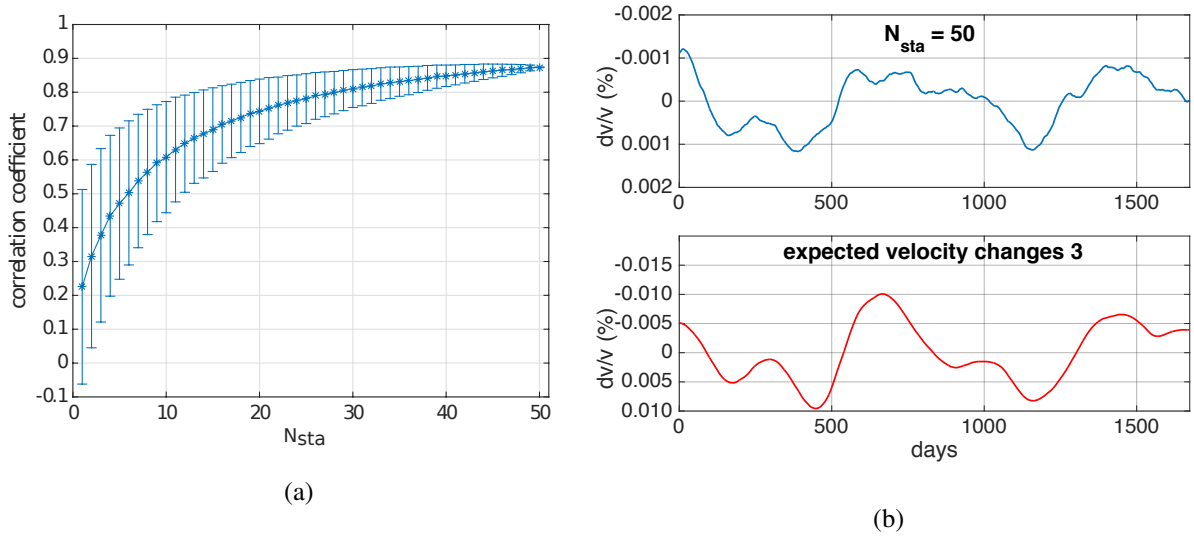 1
0.9
0.8
0.7
0.6
0.5
0.4
0.3
0.2
0.1
0
-0.1
correlation coefficient
0 10 20 30 40 50
Nsta
(a)
-0.002
-0.001
0
0.001
0.002
dv/v (%)
Nsta = 50
0 500 1000 1500
-0.015
-0.010
-0.005
0
0.005
0.010
dv/v (%)
expected velocity changes 3
0 500 1000 1500
days
(b)